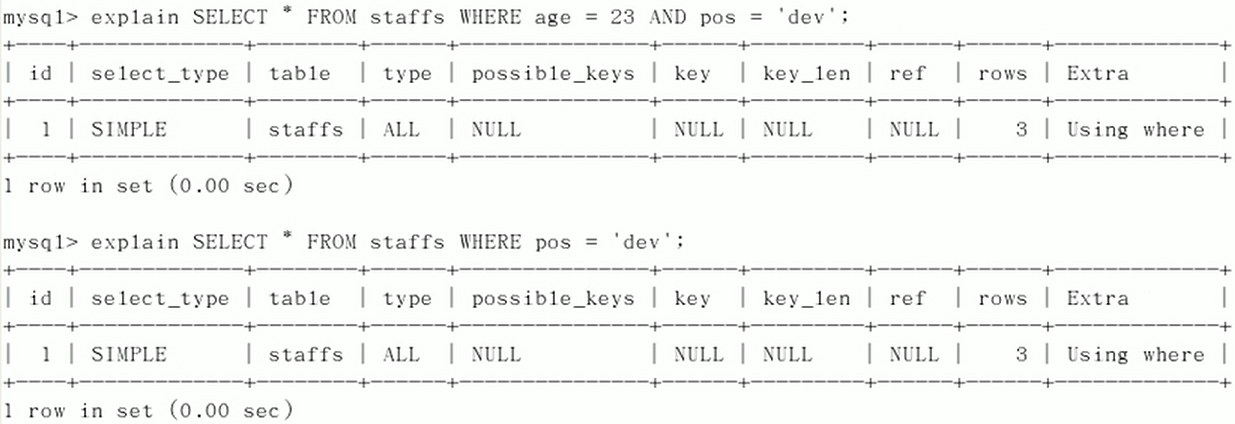 mysql> explain SELECT * FROM staffs WHERE age = 23 AND pos = 'dev';
+----+-------------+--------+------+---------------+------+---------+------+------+-------------+
| id | select_type | table | type | possible_keys | key | key_len | ref | rows | Extra |
+----+-------------+--------+------+---------------+------+---------+------+------+-------------+
| 1 | SIMPLE | staffs | ALL | NULL | NULL | NULL | NULL | 3 | Using where |
+----+-------------+--------+------+---------------+------+---------+------+------+-------------+
1 row in set (0.00 sec)
mysql> explain SELECT * FROM staffs WHERE pos = 'dev';
+----+-------------+--------+------+---------------+------+---------+------+------+-------------+
| id | select_type | table | type | possible_keys | key | key_len | ref | rows | Extra |
+----+-------------+--------+------+---------------+------+---------+------+------+-------------+
| 1 | SIMPLE | staffs | ALL | NULL | NULL | NULL | NULL | 3 | Using where |
+----+-------------+--------+------+---------------+------+---------+------+------+-------------+
1 row in set (0.00 sec)